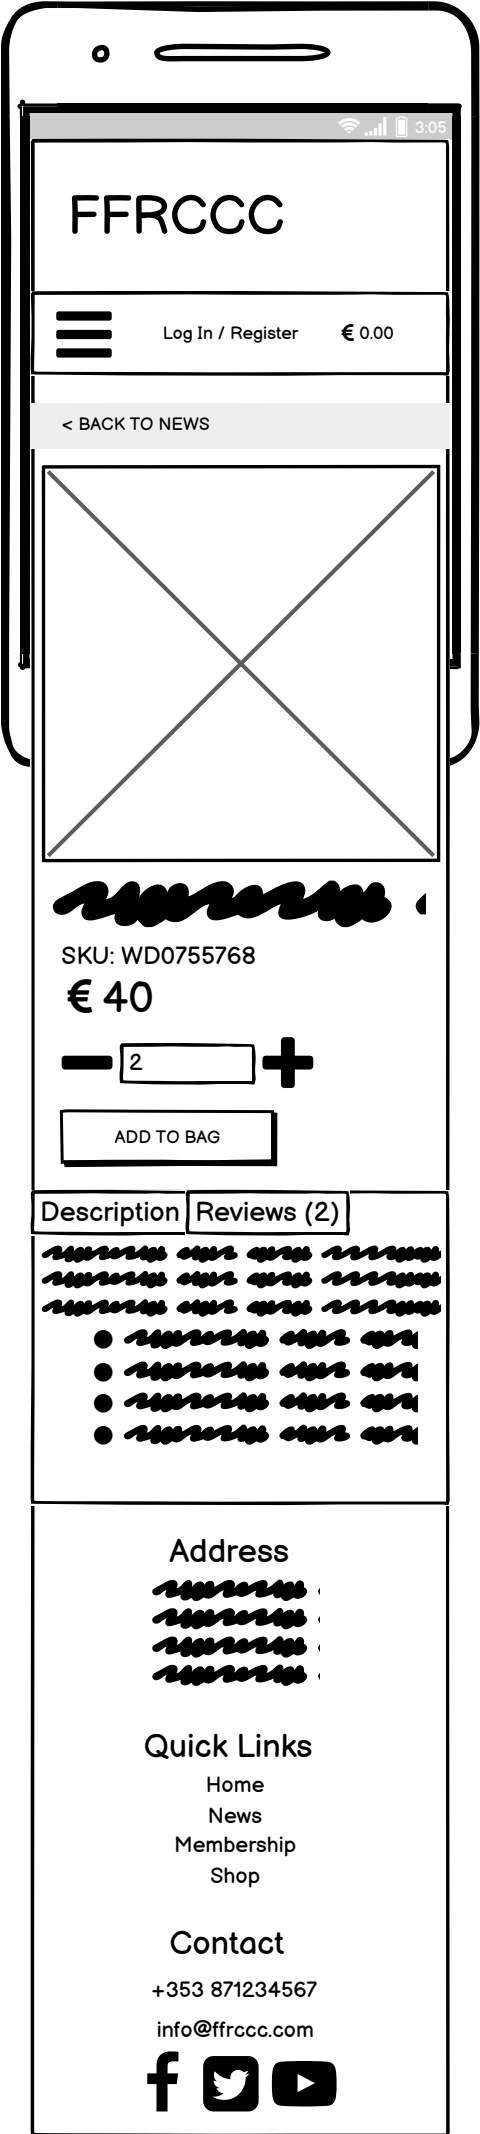 3:05
FFRCCC
Log In / Register € 0.00
< BACK TO NEWS
SKU: WD0755768
€ 40
2
ADD TO BAG
Description Reviews (2)
Address
Quick Links
Home
News
Membership
Shop
Contact
+353 871234567
info@ffrccc.com